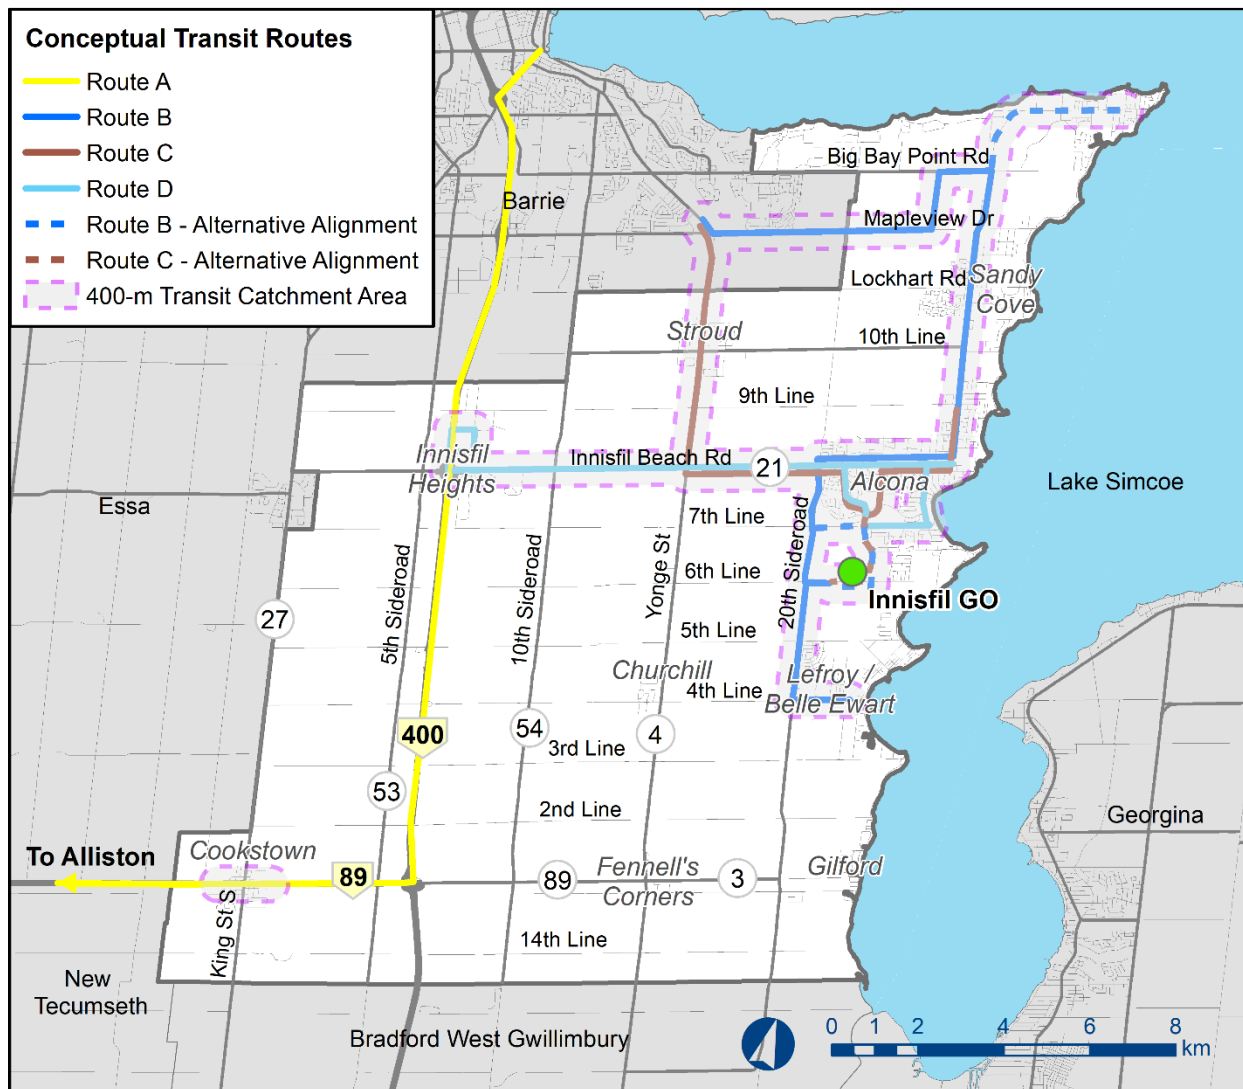 Conceptual Transit Routes
Route A
Route B
Route C
Route D
Route B - Alternative Alignment
Route C - Alternative Alignment
400-m Transit Catchment Area
Big Bay Point Rd
Barrie
Mapleview Dr
Lockhart Rd
Sandy
Cove
Stroud
10th Line
9th Line
Innisfil
Heights
Innisfil Beach Rd
21
Alcona
Lake Simcoe
Essa
7th Line
20th Sideroad
6th Line
Innisfil GO
5th Sideroad
10th Sideroad
Yonge St
27
5th Line
Churchill
4th Line
Lefroy /
Belle Ewart
400
54
4
3rd Line
53
2nd Line
Georgina
To Alliston
Cookstown
89
89
Fennell's
Corners
3
Gilford
King St S
14th Line
New
Tecumseth
Bradford West Gwillimbury
0 1 2 4 6 8
km